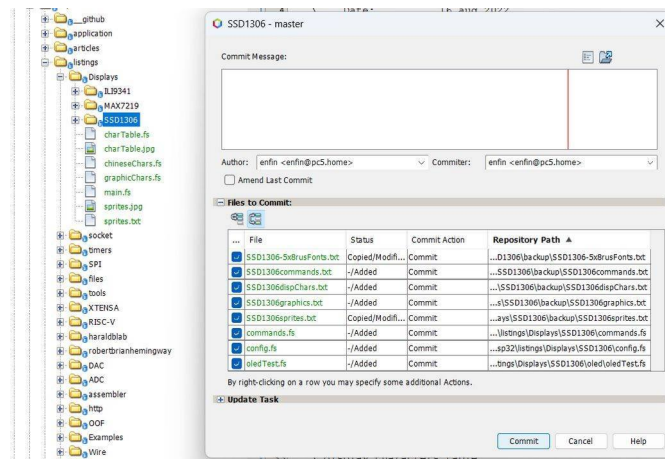 __github
application
articles
listings
Displays
ILI9341
MAX7219
SSD1306
charTable.fs
charTable.jpg
chineseChars.fs
graphicChars.fs
main.fs
sprites.jpg
sprites.txt
socket
timers
SPI
files
tools
XTENSA
RISC-V
haraldblab
robertbrianhemingway
DAC
ADC
assembler
http
OOF
Examples
Wire
SSD1306 - master
Commit Message:
Author: enfin <enfin@pc5.home> Commiter: enfin <enfin@pc5.home>
Amend Last Commit
Files to Commit:
... File Status Commit Action Repository Path
SSD1306-5x8rusFonts.txt Copied/Modifi... Commit ...D1306\backup\SSD1306-5x8rusFonts.txt
SSD1306commands.txt -/Added Commit ...SSD1306\backup\SSD1306commands.txt
SSD1306dispChars.txt -/Added Commit ...\SSD1306\backup\SSD1306dispChars.txt
SSD1306graphics.txt -/Added Commit ...s\SSD1306\backup\SSD1306graphics.txt
SSD1306sprites.txt Copied/Modifi... Commit ...ays\SSD1306\backup\SSD1306sprites.txt
commands.fs -/Added Commit ...\listings\Displays\SSD1306\commands.fs
config.fs -/Added Commit ...sp32\listings\Displays\SSD1306\config.fs
oledTest.fs -/Added Commit ...tings\Displays\SSD1306\oled\oledTest.fs
By right-clicking on a row you may specify some additional Actions.
Update Task
Commit Cancel Help